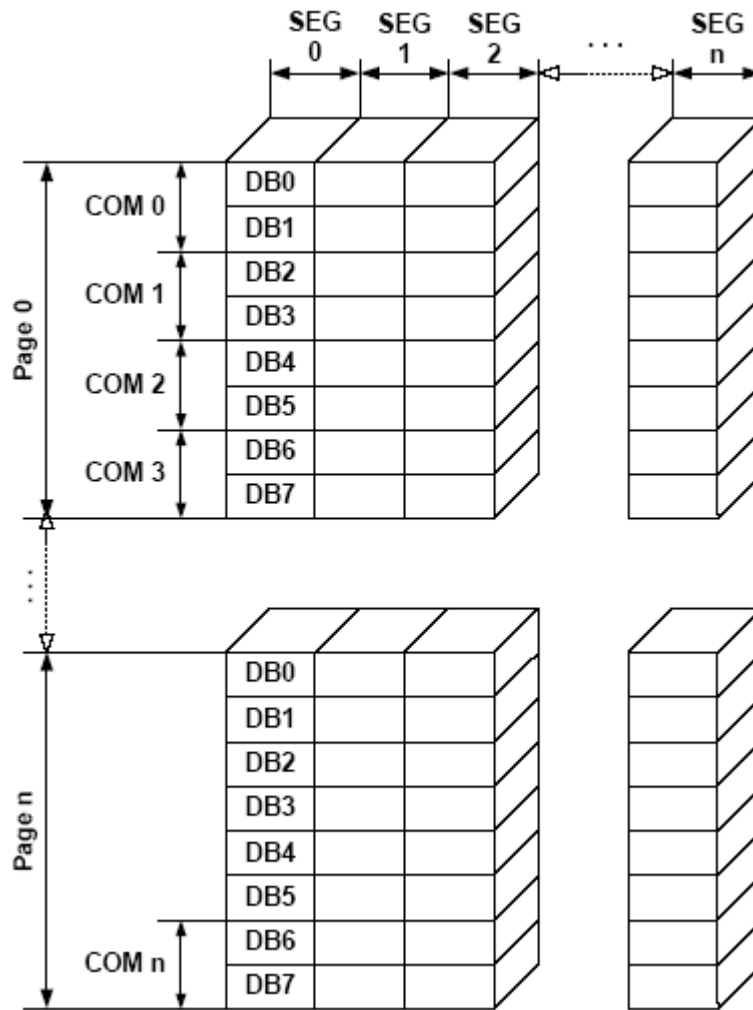 SEG 0
SEG 1
SEG 2
. . .
SEG n
Page 0
COM 0
COM 1
COM 2
COM 3
DB0
DB1
DB2
DB3
DB4
DB5
DB6
DB7
. . .
Page n
COM n
DB0
DB1
DB2
DB3
DB4
DB5
DB6
DB7